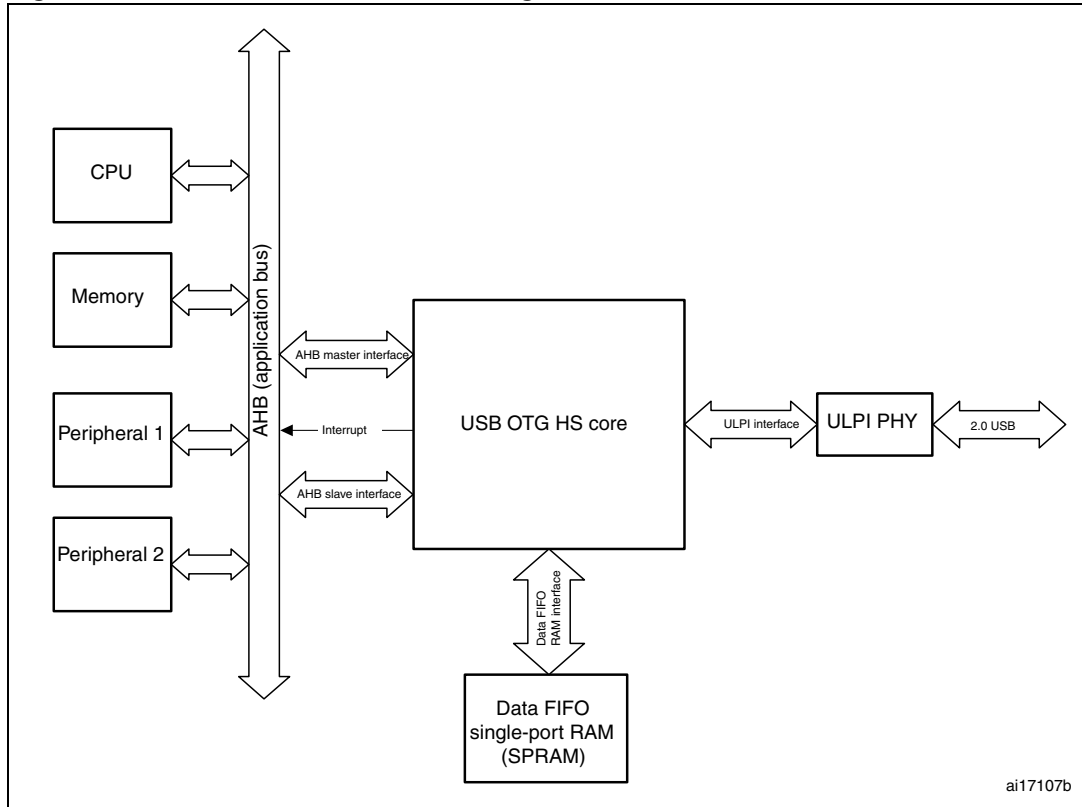 CPU
Memory
Peripheral 1
Peripheral 2
AHB (application bus)
AHB master interface
Interrupt
AHB slave interface
USB OTG HS core
ULPI interface
ULPI PHY
2.0 USB
Data FIFO
RAM interface
Data FIFO
single-port RAM
(SPRAM)
ai17107b